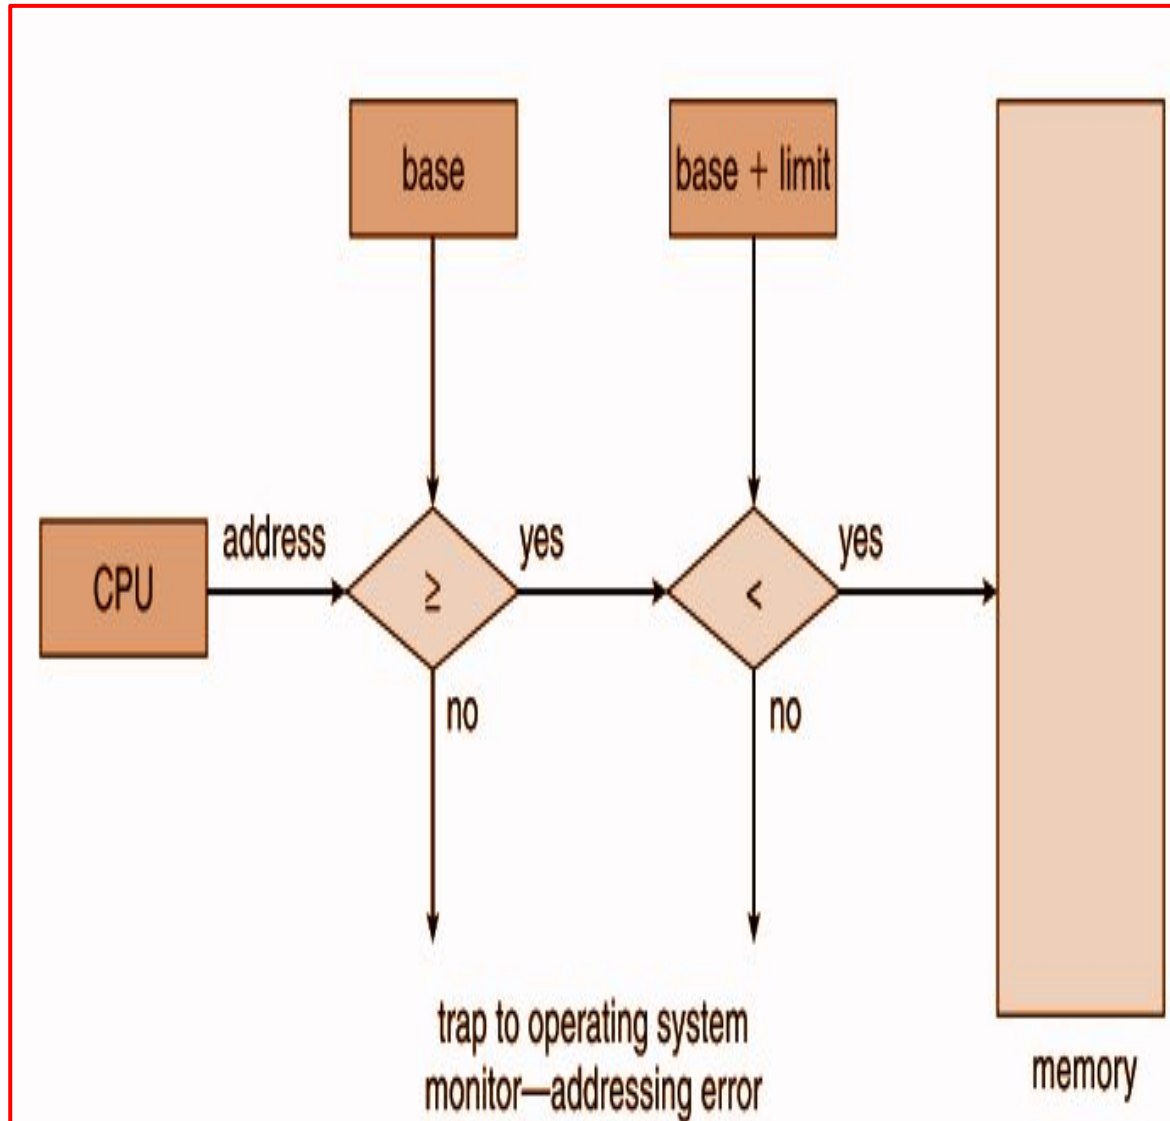 base
base + limit
address
yes
yes
CPU
≥
<
no
no
trap to operating system
monitor—addressing error
memory